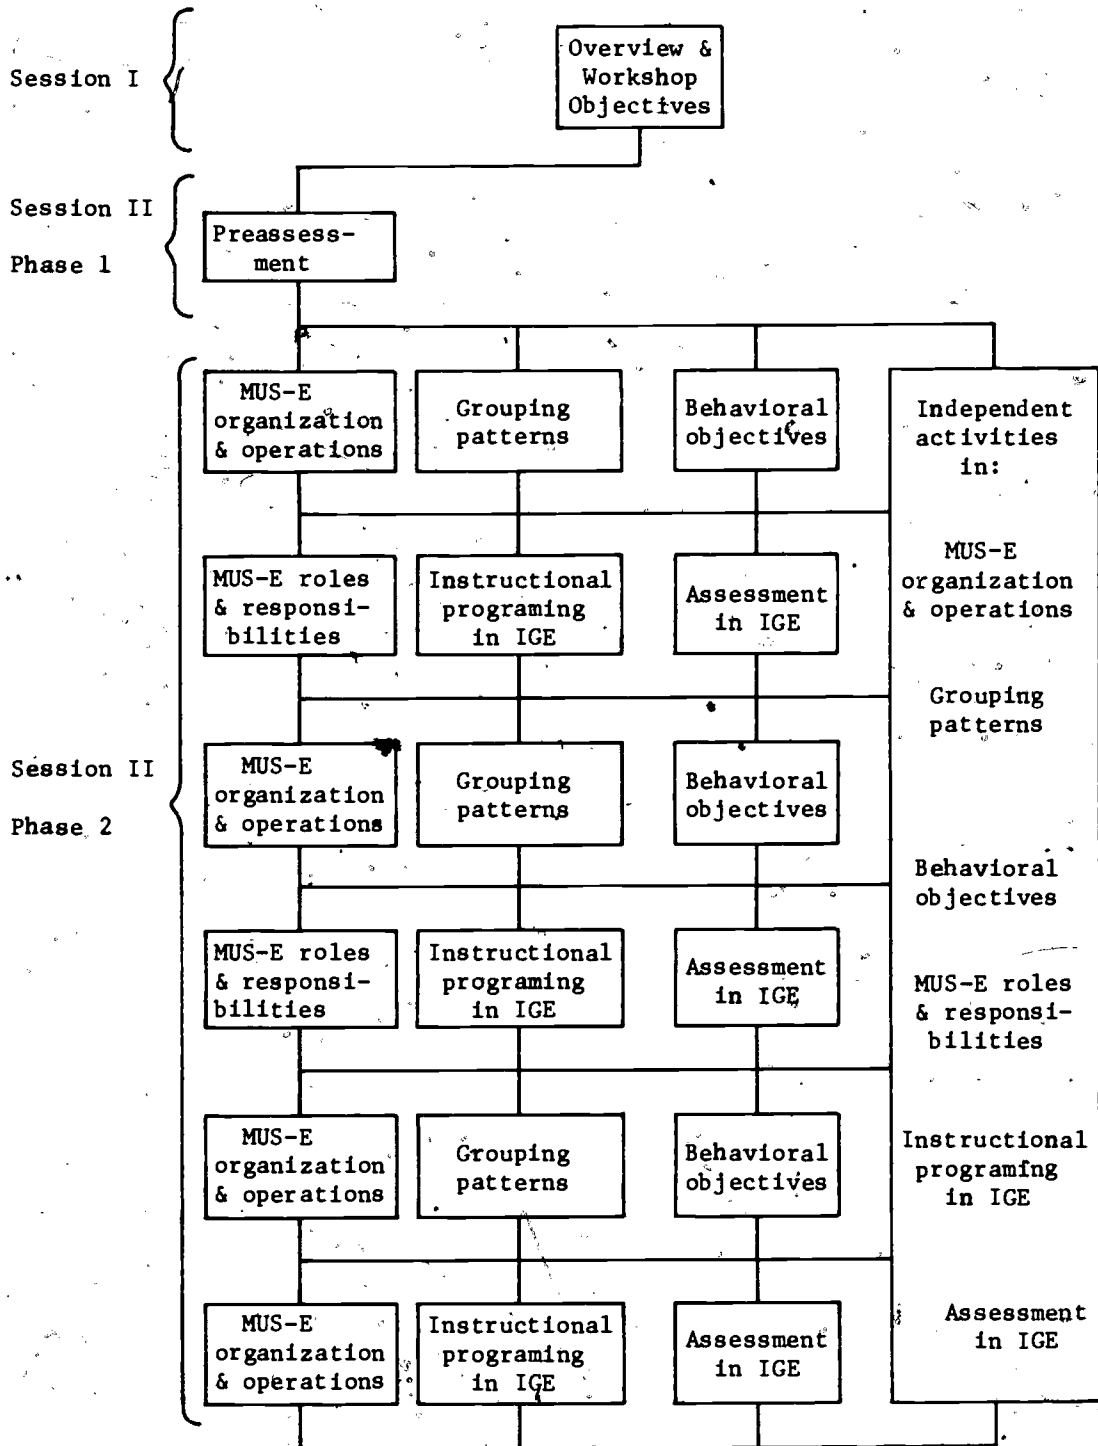 Session I
Overview &
Workshop
Objectives
Session II
Phase 1
Preassess-
ment
MUS-E
organization
& operations
Grouping
patterns
Behavioral
objectives
Independent
activities
in:
MUS-E
organization
& operations
Grouping
patterns
Behavioral
objectives
MUS-E roles
& responsi-
bilities
Instructional
programing
in IGE
Assessment
in IGE
MUS-E roles
& responsi-
bilities
Instructional
programing
in IGE
Assessment
in IGE
Session II
Phase 2
MUS-E
organization
& operations
Grouping
patterns
Behavioral
objectives
MUS-E roles
& responsi-
bilities
Instructional
programing
in IGE
Assessment
in IGE
MUS-E
organization
& operations
Grouping
patterns
Behavioral
objectives
MUS-E
organization
& operations
Instructional
programing
in IGE
Assessment
in IGE